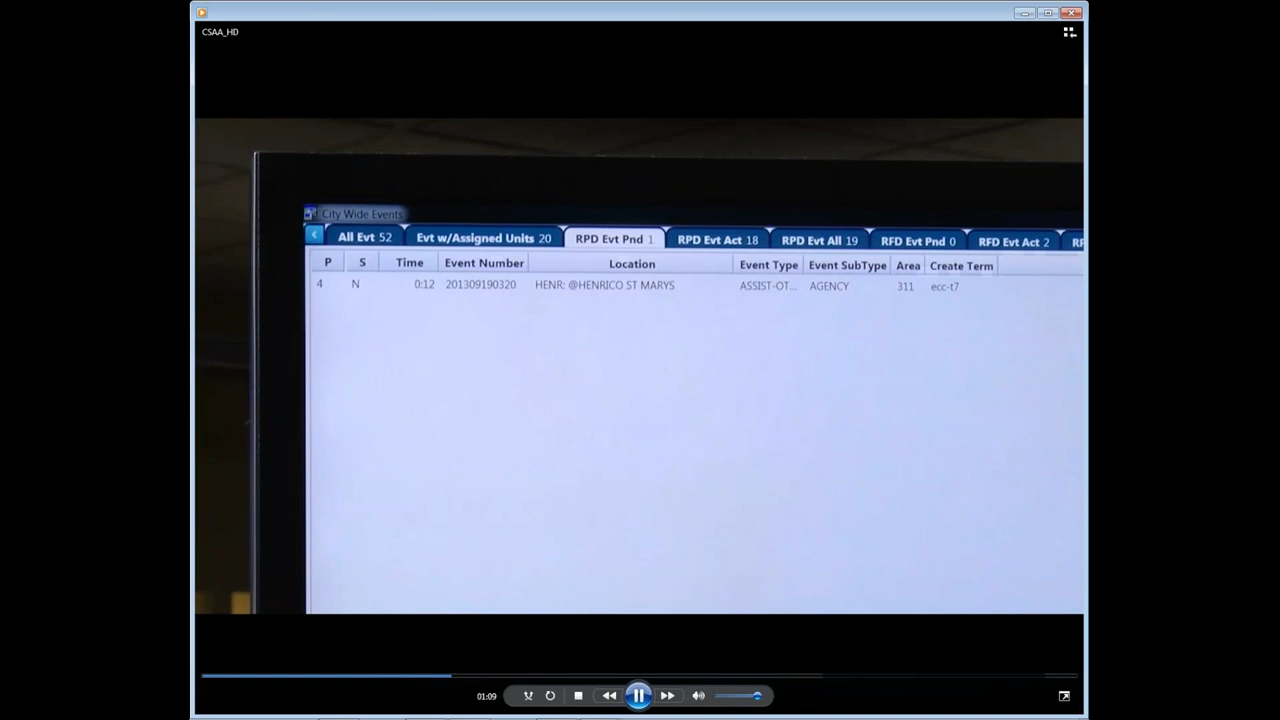 CSAA_HD
City Wide Events
All Evt 52 Evt w/Assigned Units 20 RPD Evt Pnd 1 RPD Evt Act 18 RPD Evt All 19 RFD Evt Pnd 0 RFD Evt Act 2
P S Time Event Number Location Event Type Event SubType Area Create Term
4 N 0:12 201309190320 HENR: @HENRICO ST MARYS ASSIST-OT... AGENCY 311 ecc-t7
01:09